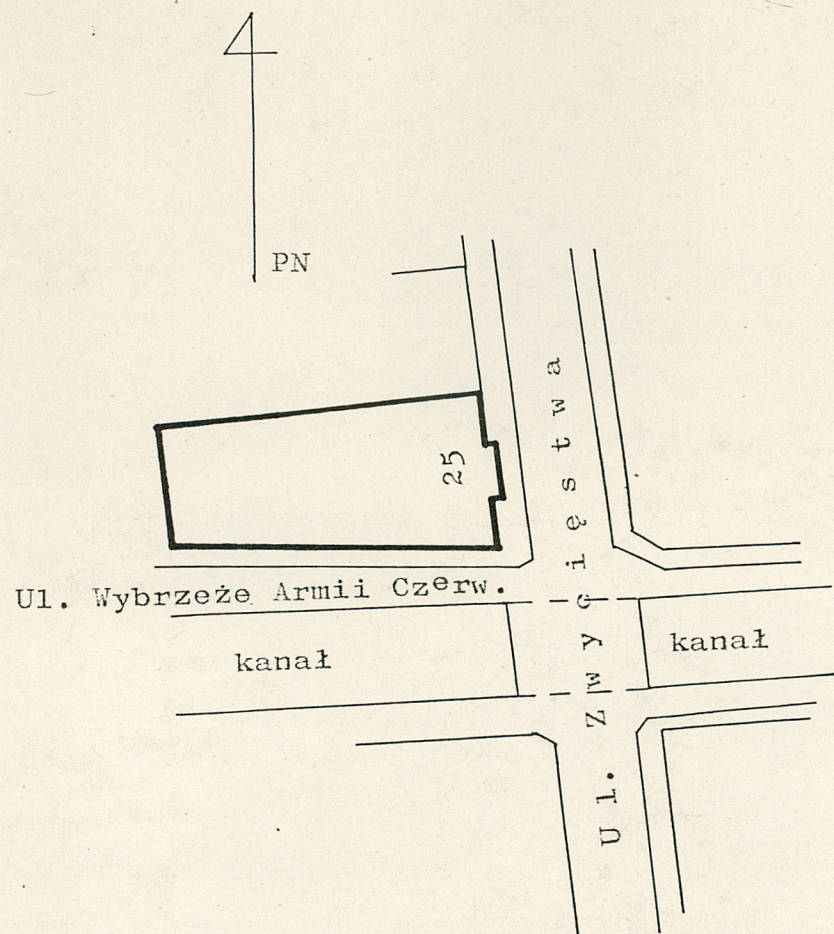 PN
25
Ul. Wybrzeże Armii Czerw.
kanał
kanał
Ul. Zwycięstwa